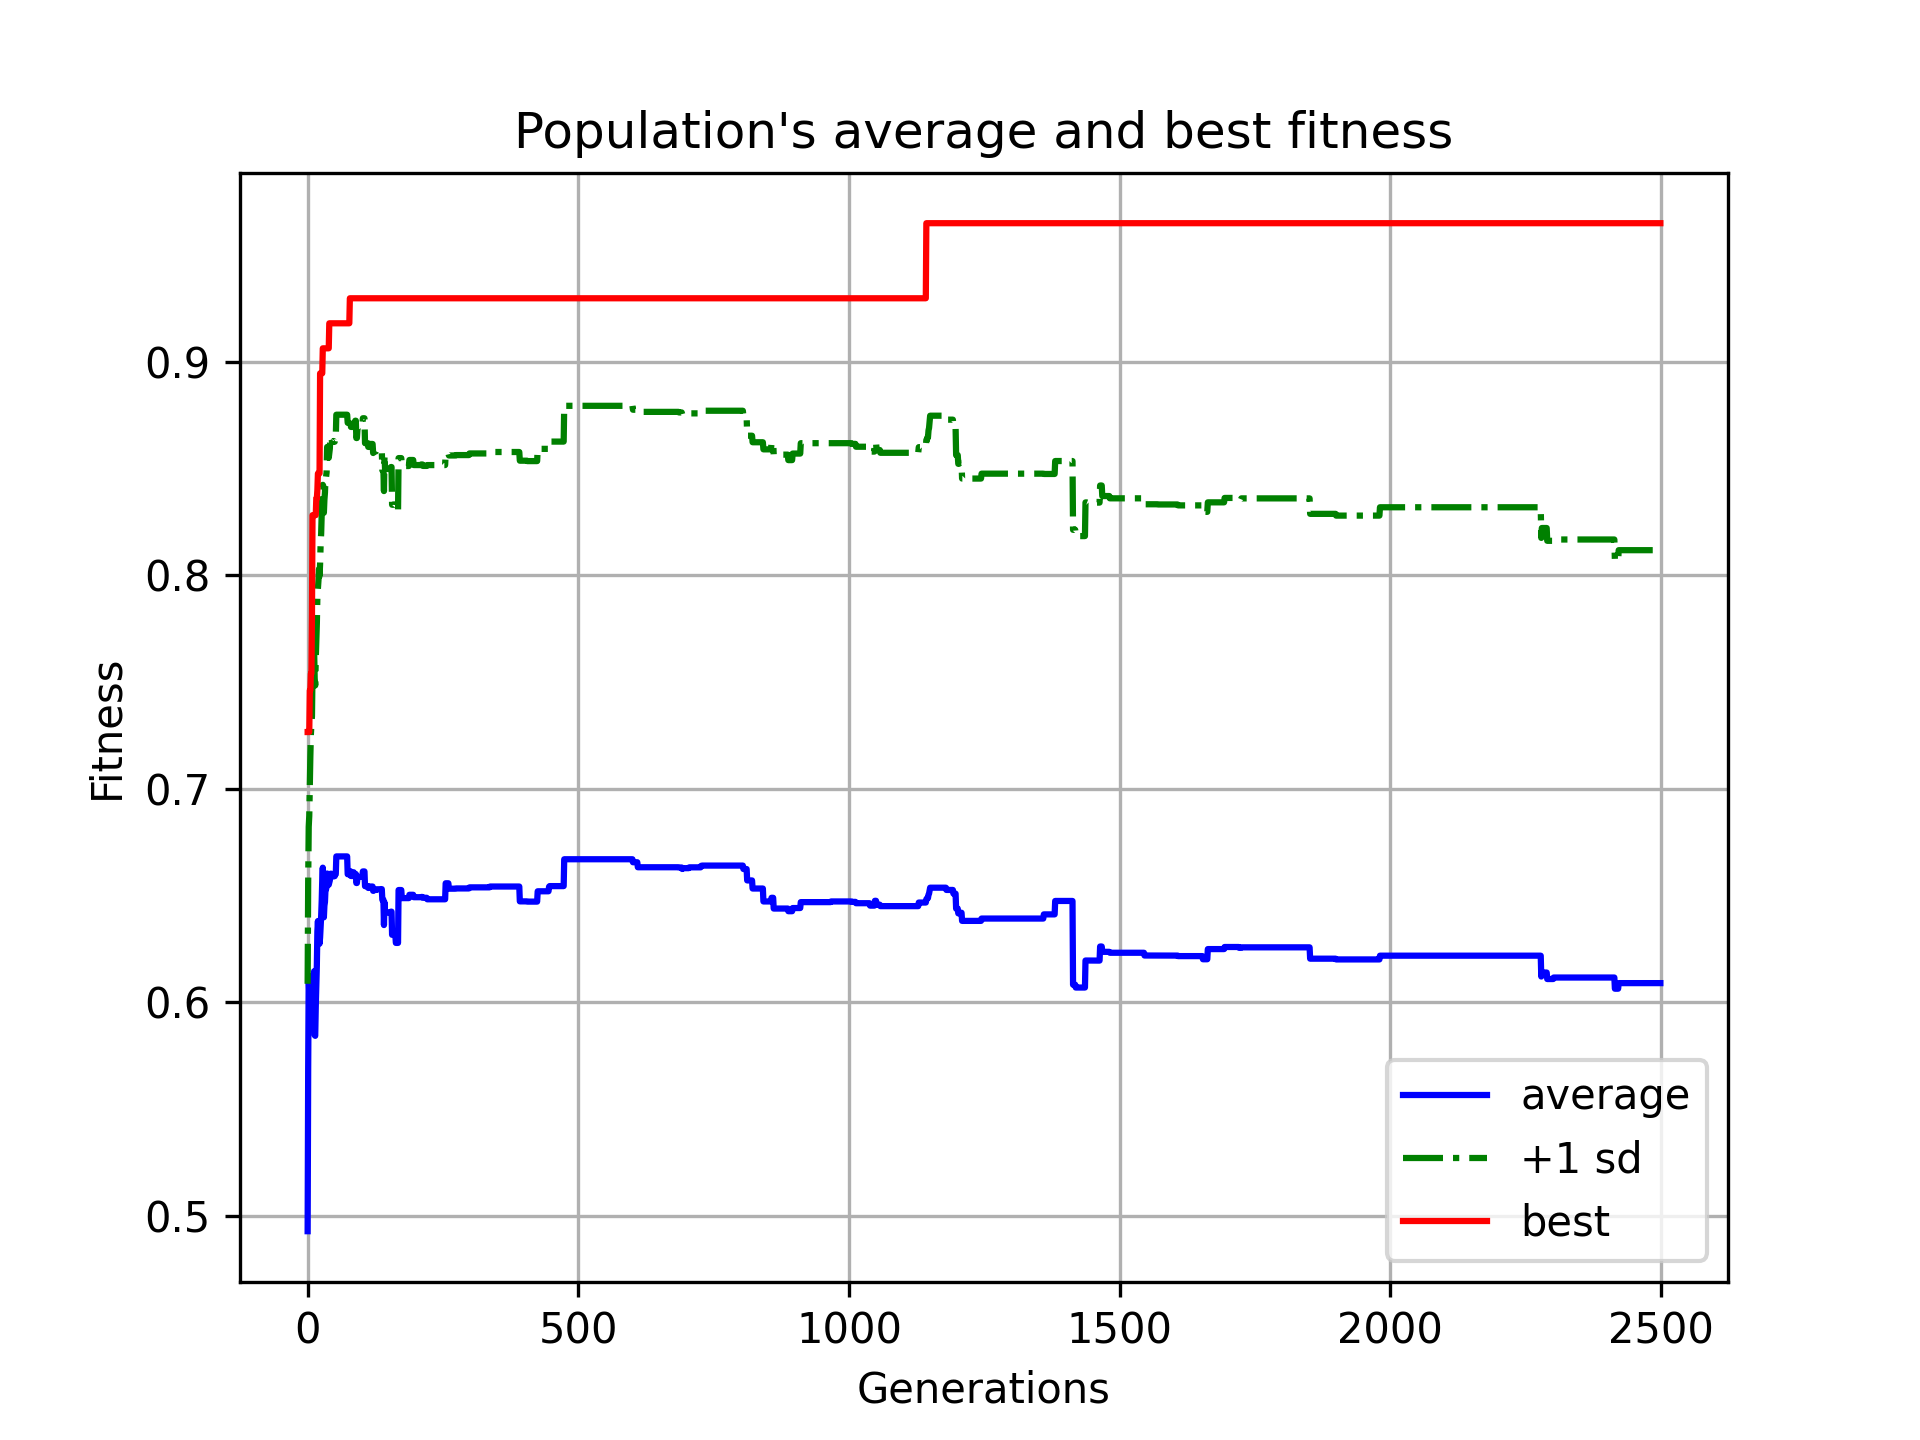 Population's average and best fitness
Fitness
0.9
0.8
0.7
0.6
0.5
0 500 1000 1500 2000 2500
Generations
average
+1 sd
best